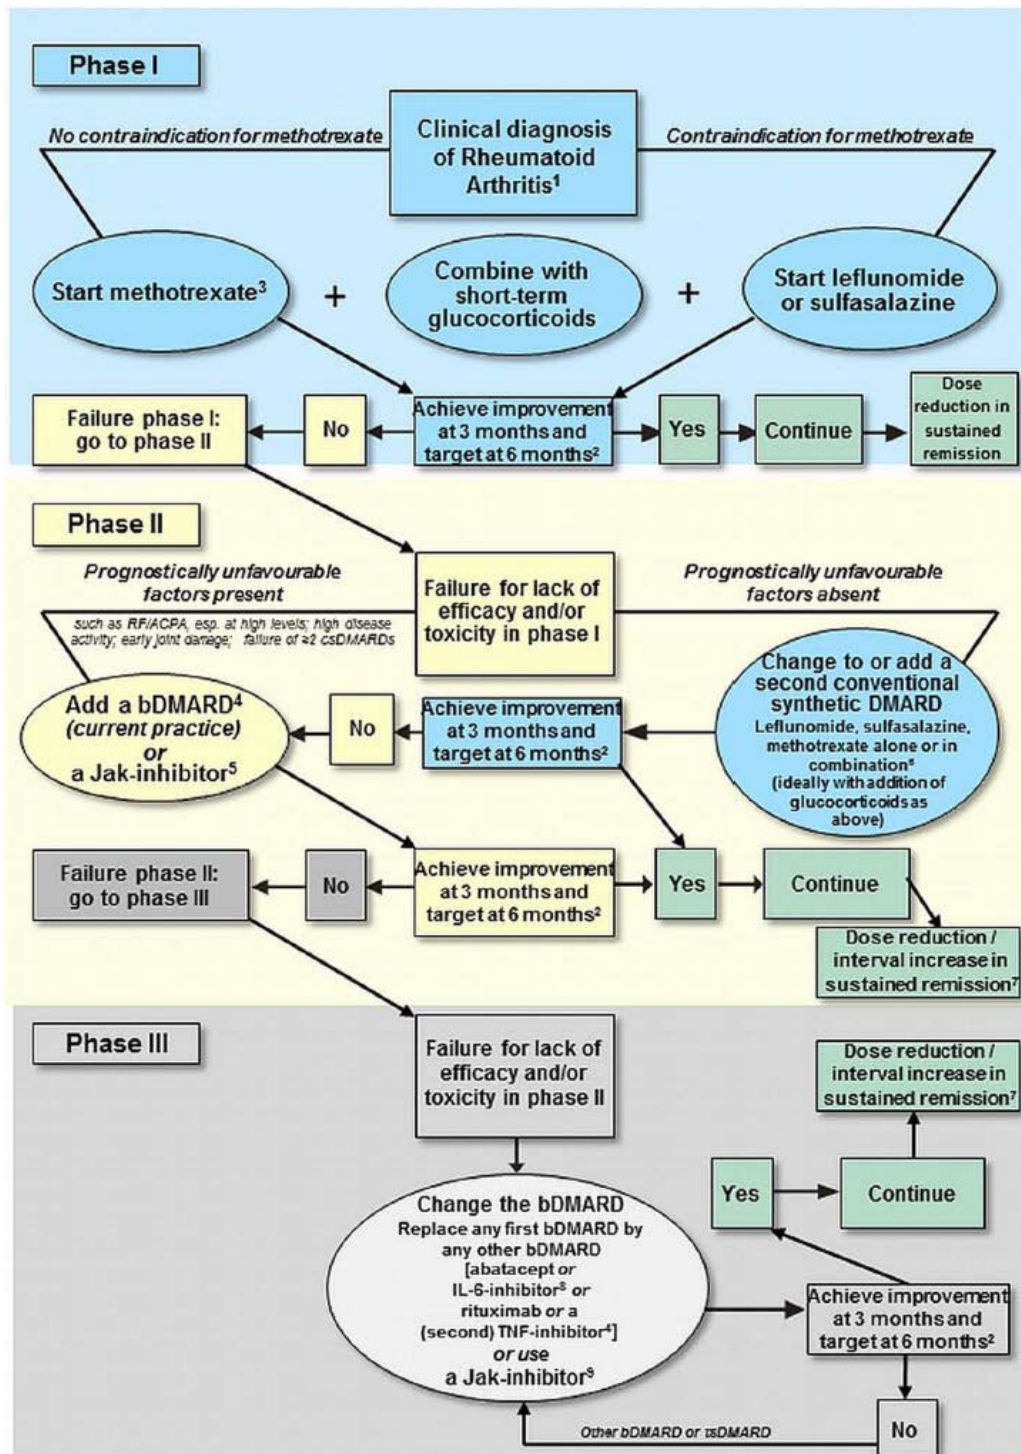 Phase I
No contraindication for methotrexate
Clinical diagnosis
of Rheumatoid
Arthritis¹
Contraindication for methotrexate
Start methotrexate³
+
Combine with
short-term
glucocorticoids
+
Start leflunomide
or sulfasalazine
Failure phase I:
go to phase II
No
Achieve improvement
at 3 months and
target at 6 months²
Yes
Continue
Dose
reduction in
sustained
remission
Phase II
Prognostically unfavourable
factors present
such as RF/ACPA, esp. at high levels; high disease
activity; early joint damage; failure of ≥2 csDMARDs
Failure for lack of
efficacy and/or
toxicity in phase I
Prognostically unfavourable
factors absent
Add a bDMARD⁴
(current practice)
or
a Jak-inhibitor⁵
No
Achieve improvement
at 3 months and
target at 6 months²
Change to or add a
second conventional
synthetic DMARD
Leflunomide, sulfasalazine,
methotrexate alone or in
combination⁶
(ideally with addition of
glucocorticoids as
above)
Failure phase II:
go to phase III
No
Achieve improvement
at 3 months and
target at 6 months²
Yes
Continue
Dose reduction /
interval increase in
sustained remission⁷
Phase III
Failure for lack of
efficacy and/or
toxicity in phase II
Dose reduction /
interval increase in
sustained remission⁷
Yes
Continue
Change the bDMARD
Replace any first bDMARD by
any other bDMARD
[abatacept or
IL-6-inhibitor⁸ or
rituximab or a
(second) TNF-inhibitor⁴]
or use
a Jak-inhibitor⁹
Achieve improvement
at 3 months and
target at 6 months²
No
Other bDMARD or tsDMARD